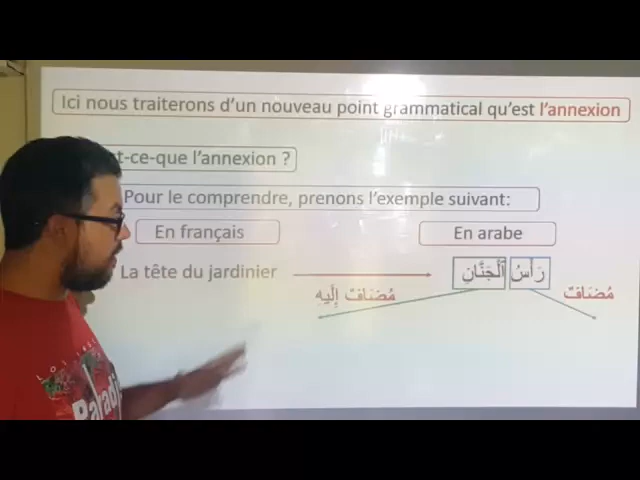 Ici nous traiterons d'un nouveau point grammatical qu'est l'annexion
t-ce-que l'annexion ?
Pour le comprendre, prenons l'exemple suivant:
En français
En arabe
La tête du jardinier
رَأسُ اَلْجَنَّانِ
مُضَافٌ
مُضَافٌ إِلَيهِ